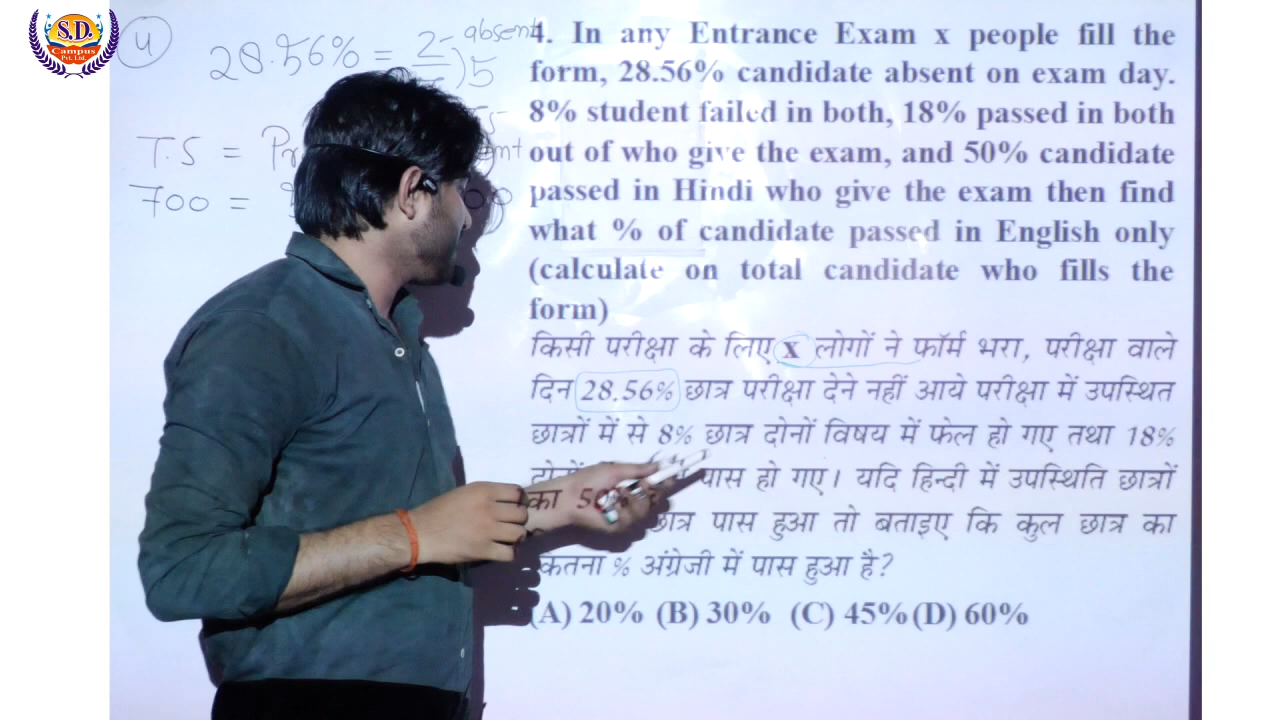 S.D.
Campus
Pvt. Ltd.
4
28.56% = 2 absent
5
T.S =
700 =
4. In any Entrance Exam x people fill the
form, 28.56% candidate absent on exam day.
8% student failed in both, 18% passed in both
out of who give the exam, and 50% candidate
passed in Hindi who give the exam then find
what % of candidate passed in English only
(calculate on total candidate who fills the
form)
किसी परीक्षा के लिए x लोगों ने फॉर्म भरा, परीक्षा वाले
दिन 28.56% छात्र परीक्षा देने नहीं आये परीक्षा में उपस्थित
छात्रों में से 8% छात्र दोनों विषय में फेल हो गए तथा 18%
पास हो गए। यदि हिन्दी में उपस्थिति छात्रों
का छात्र पास हुआ तो बताइए कि कुल छात्र का
% अंग्रेजी में पास हुआ है?
(A) 20% (B) 30% (C) 45% (D) 60%